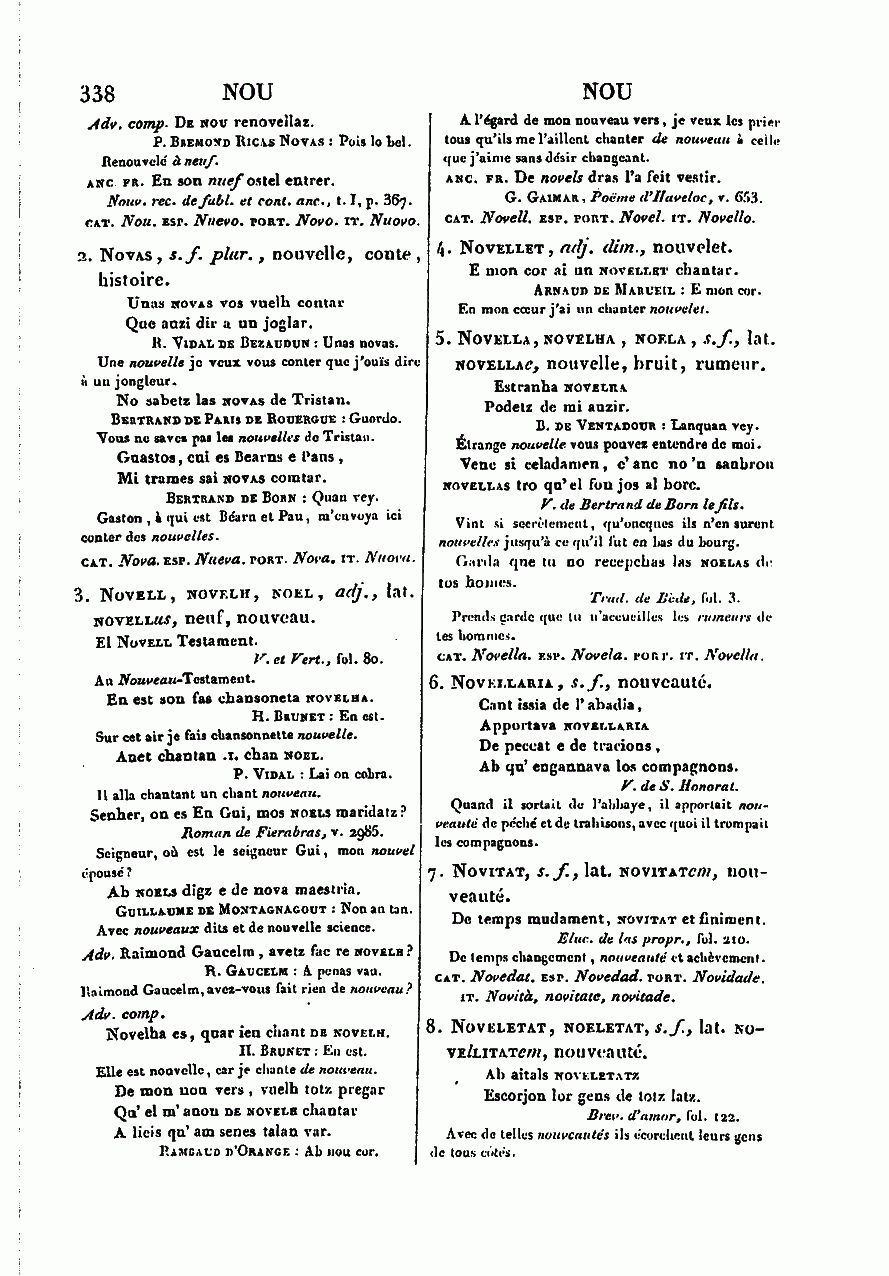 338 NOU NOU
Adv. comp. DE NOU renovellaz.
P. BREMOND RICAS NOVAS : Pois lo bel.
Renouvelé à neuf.
ANC. FR. En son nuef ostel entrer.
Nouv. rec. de fabl. et cont. anc., t. I, p. 367.
CAT. Nou. ESP. Nuevo. PORT. Novo. IT. Nuovo.
2. NOVAS, s. f. plur., nouvelle, conte,
histoire.
Unas NOVAS vos vuelh contar
Que auzi dir a un joglar.
R. VIDAL DE BEZAUDUN : Unas novas.
Une nouvelle je veux vous conter que j'ouïs dire
à un jongleur.
No sabetz las NOVAS de Tristan.
BERTRAND DE PARIS DE ROUERGUE : Guordo.
Vous ne savez pas les nouvelles de Tristan.
Guastos, cui es Bearns e Paus,
Mi trames sai NOVAS comtar.
BERTRAND DE BORN : Quan vey.
Gaston, à qui est Béarn et Pau, m'envoya ici
conter des nouvelles.
CAT. Nova. ESP. Nueva. PORT. Nova. IT. Nuova.
3. NOVELL, NOVELH, NOEL, adj., lat.
NOVELLus, neuf, nouveau.
El NOVELL Testament.
V. et Vert., fol. 80.
Au Nouveau-Testament.
En est son fas chansoneta NOVELHA.
H. BRUNET : En est.
Sur cet air je fais chansonnette nouvelle.
Anet chantan .I. chan NOEL.
P. VIDAL : Lai on cobra.
Il alla chantant un chant nouveau.
Senher, on es En Gui, mos NOELS maridatz?
Roman de Fierabras, v. 2985.
Seigneur, où est le seigneur Gui, mon nouvel
épousé?
Ab NOELS digz e de nova maestria.
GUILLAUME DE MONTAGNAGOUT : Non an tan.
Avec nouveaux dits et de nouvelle science.
Adv. Raimond Gaucelm, avetz fac re NOVELH?
R. GAUCELM : A penas vau.
Raimond Gaucelm, avez-vous fait rien de nouveau?
Adv. comp.
Novelha es, quar ieu chant DE NOVELH.
H. BRUNET : En est.
Elle est nouvelle, car je chante de nouveau.
De mon nou vers, vuelh totz pregar
Qu' el m' anon DE NOVELH chantar
A lieis qu' am senes talan var.
RAMBAUD D'ORANGE : Ab nou cor.
A l'égard de mon nouveau vers, je veux les prier
tous qu'ils me l'aillent chanter de nouveau à celle
que j'aime sans désir changeant.
ANC. FR. De novels dras l'a feit vestir.
G. GAIMAR, Poëme d'Haveloc, v. 653.
CAT. Novell. ESP. PORT. Novel. IT. Novello.
4. NOVELLET, adj. dim., nouvelet.
E mon cor ai un NOVELLET chantar.
ARNAUD DE MARUEIL : E mon cor.
En mon cœur j'ai un chanter nouvelet.
5. NOVELLA, NOVELHA, NOELA, s. f., lat.
NOVELLAe, nouvelle, bruit, rumeur.
Estranha NOVELHA
Podetz de mi auzir.
B. DE VENTADOUR : Lanquan vey.
Étrange nouvelle vous pouvez entendre de moi.
Venc si celadamen, c' anc no 'n saubron
NOVELLAS tro qu' el fon jos al borc.
V. de Bertrand de Born le fils.
Vint si secrètement, qu'oncques ils n'en surent
nouvelles jusqu'à ce qu'il fut en bas du bourg.
Garda que tu no recepchas las NOELAS de
tos homes.
Trad. de Bède, fol. 3.
Prends garde que tu n'accueilles les rumeurs de
tes hommes.
CAT. Novella. ESP. Novela. PORT. IT. Novella.
6. NOVELLARIA, s. f., nouveauté.
Cant issia de l' abadia,
Apportava NOVELLARIA
De peccat e de tracions,
Ab qu' engannava los compagnons.
V. de S. Honorat.
Quand il sortait de l'abbaye, il apportait nou-
veauté de péché et de trahisons, avec quoi il trompait
les compagnons.
7. NOVITAT, s. f., lat. NOVITATem, nou-
veauté.
De temps mudament, NOVITAT et finiment.
Eluc. de las propr., fol. 210.
De temps changement, nouveauté et achèvement.
CAT. Novedat. ESP. Novedad. PORT. Novidade.
IT. Novità, novitate, novitade.
8. NOVELETAT, NOELETAT, s. f., lat. NO-
VElLITATem, nouveauté.
Ab aitals NOVELETATZ
Escorjon lor gens de totz latz.
Brev. d'amor, fol. 122.
Avec de telles nouveautés ils écorchent leurs gens
de tous côtés.